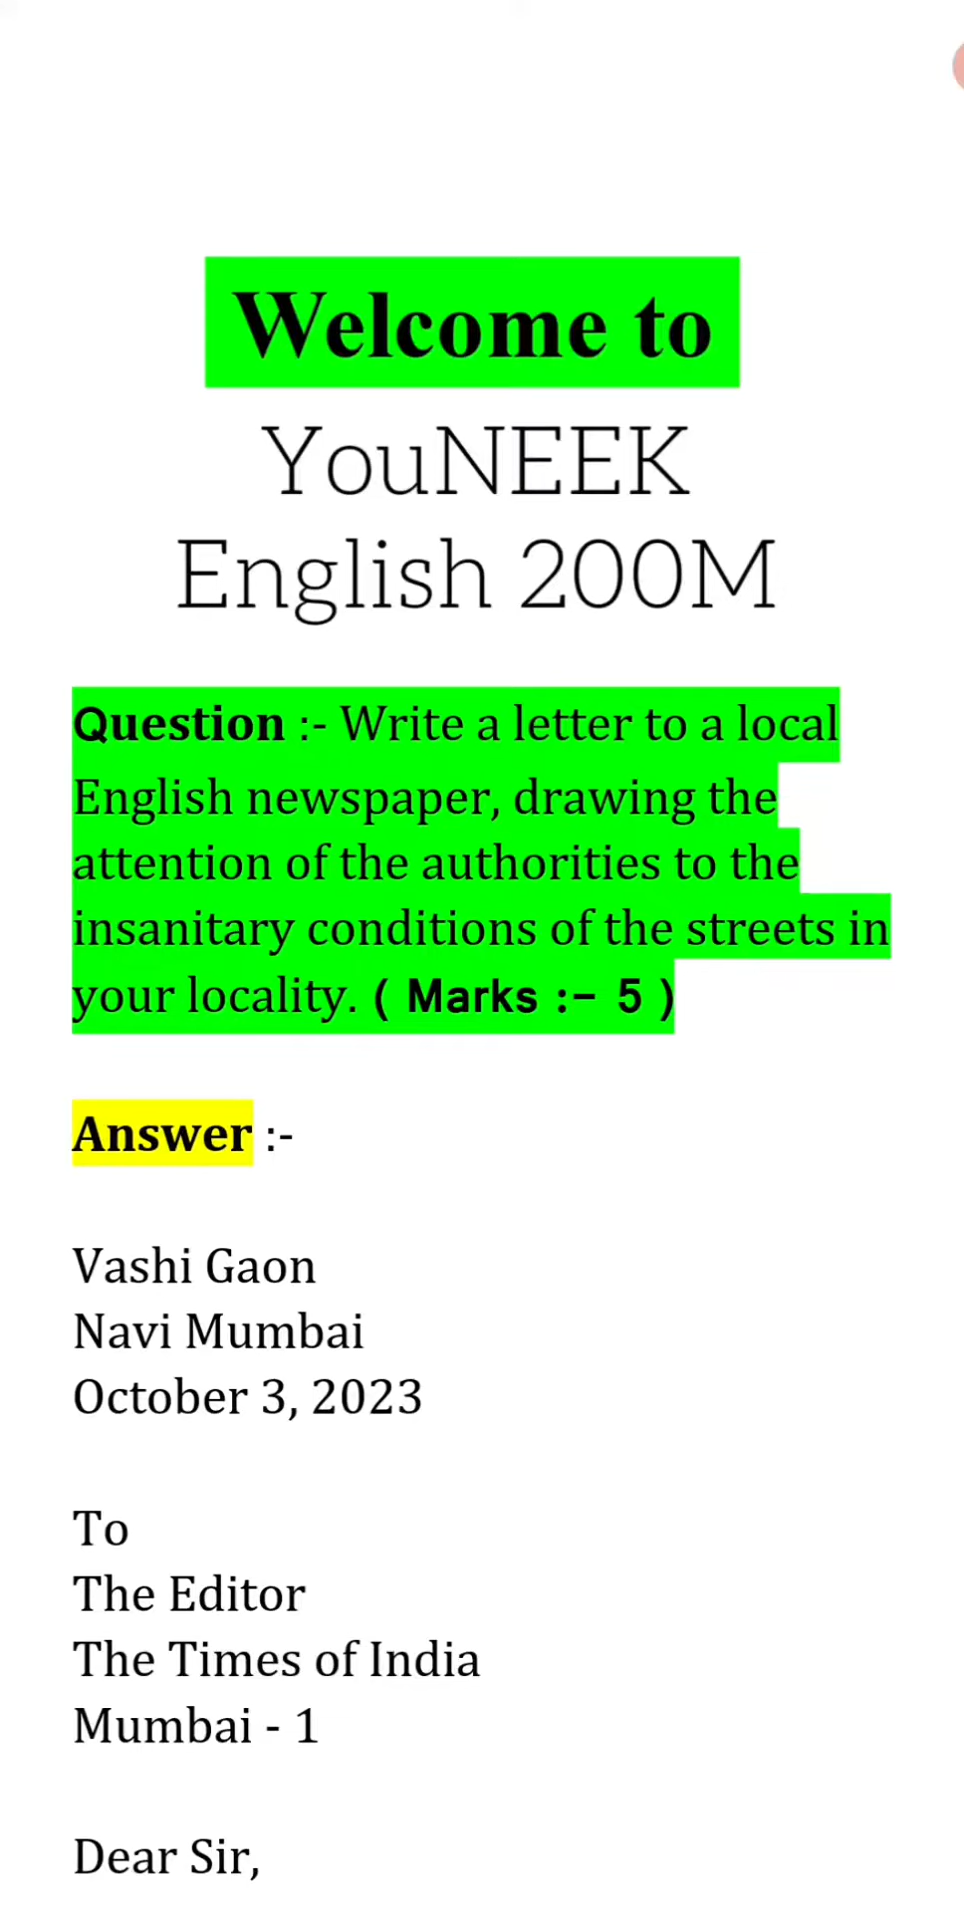 Welcome to
YouNEEK
English 200M
Question :- Write a letter to a local
English newspaper, drawing the
attention of the authorities to the
insanitary conditions of the streets in
your locality. ( Marks :- 5 )
Answer :-
Vashi Gaon
Navi Mumbai
October 3, 2023
To
The Editor
The Times of India
Mumbai - 1
Dear Sir,